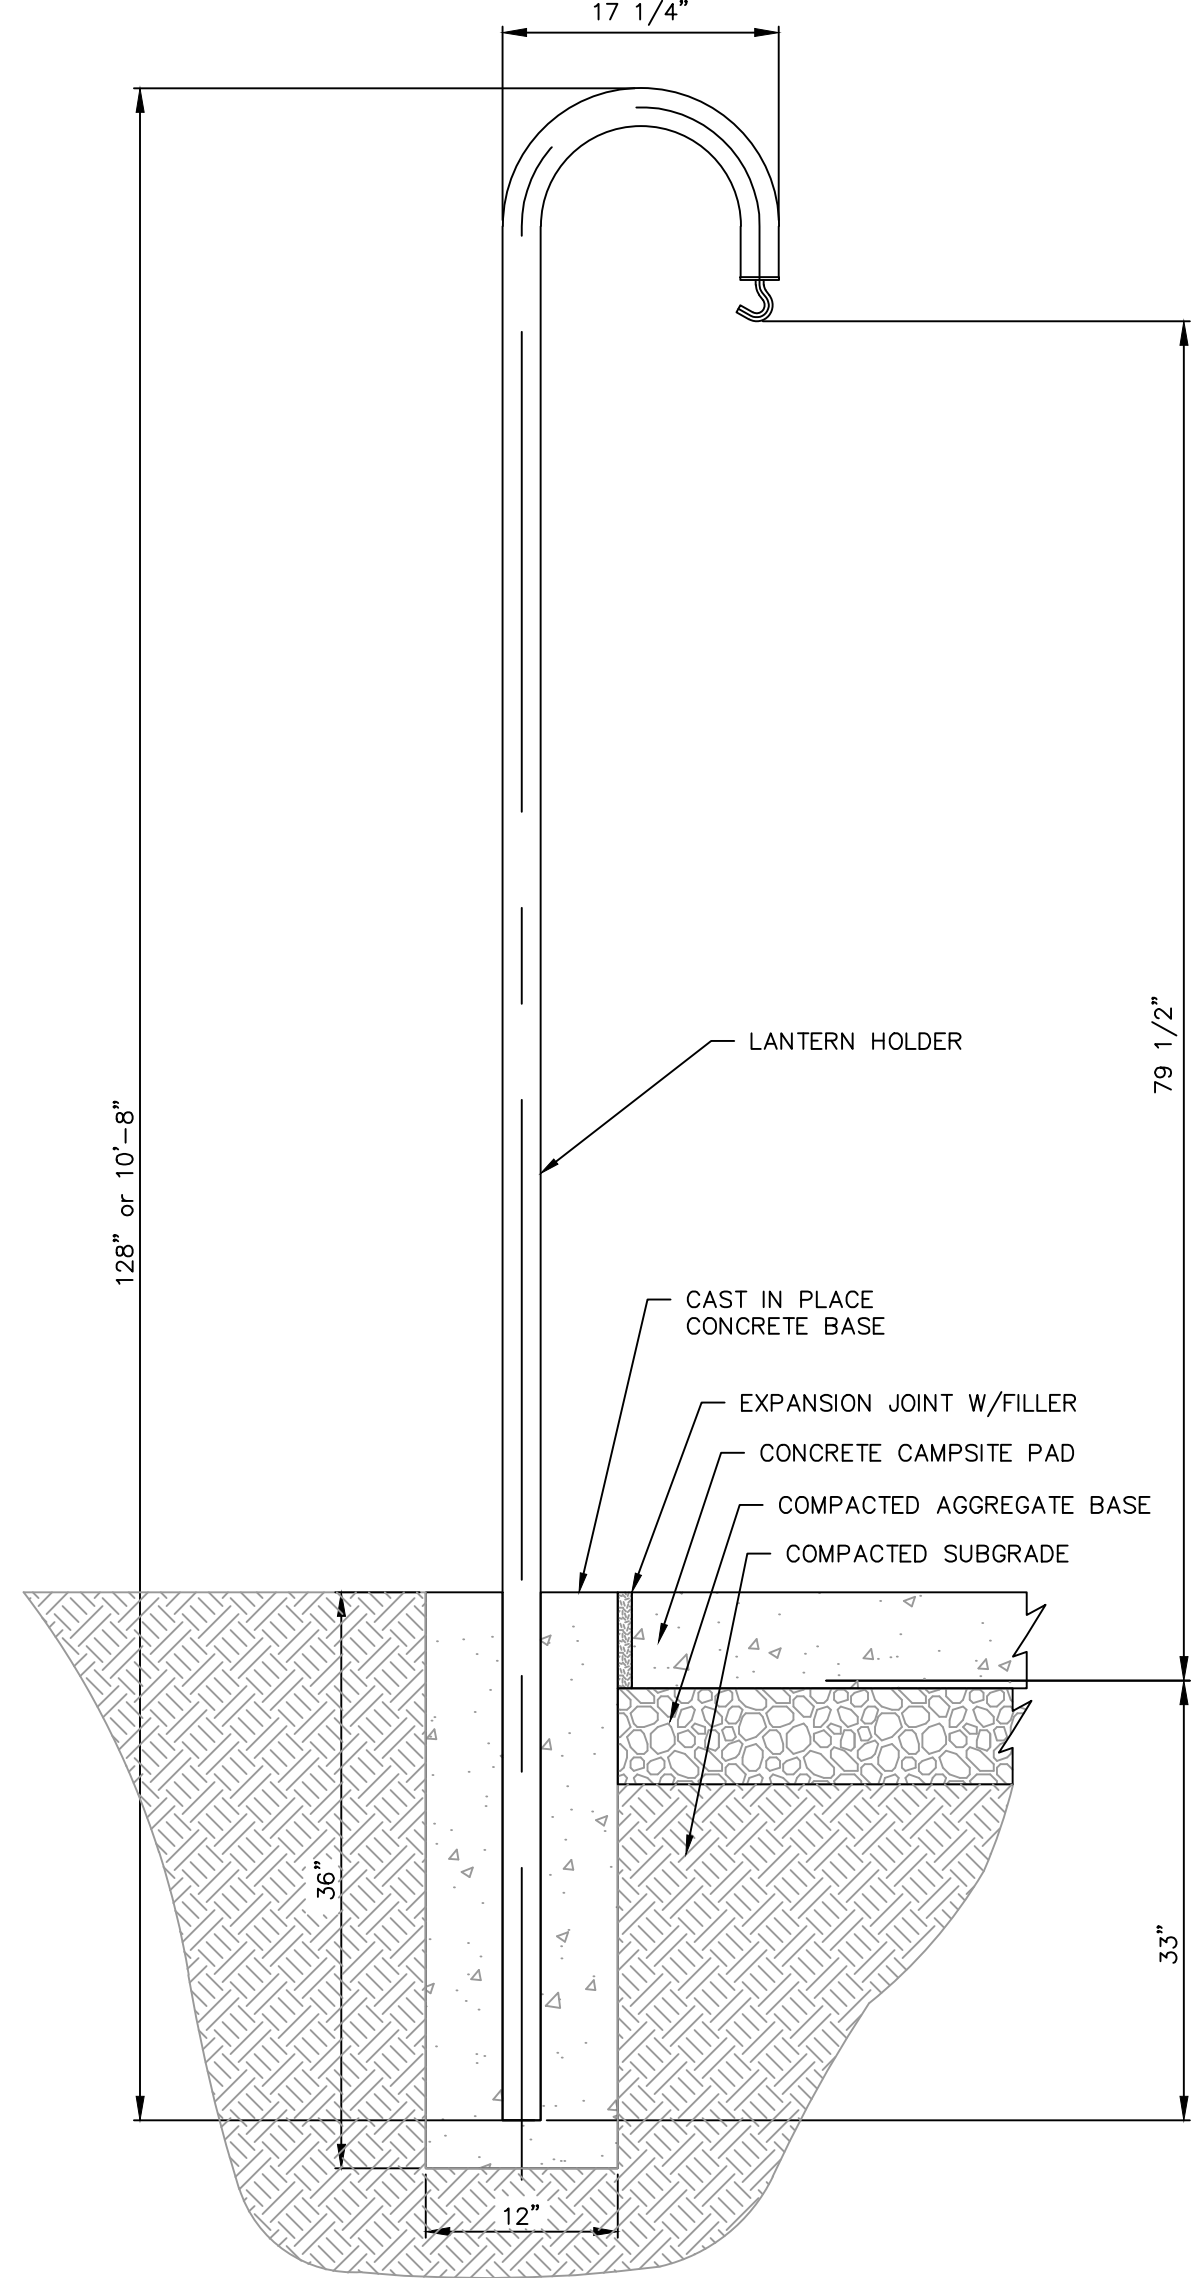 17 1/4”
128” or 10'-8”
79 1/2”
LANTERN HOLDER
CAST IN PLACE
CONCRETE BASE
EXPANSION JOINT W/FILLER
CONCRETE CAMPSITE PAD
COMPACTED AGGREGATE BASE
COMPACTED SUBGRADE
36”
33”
12”